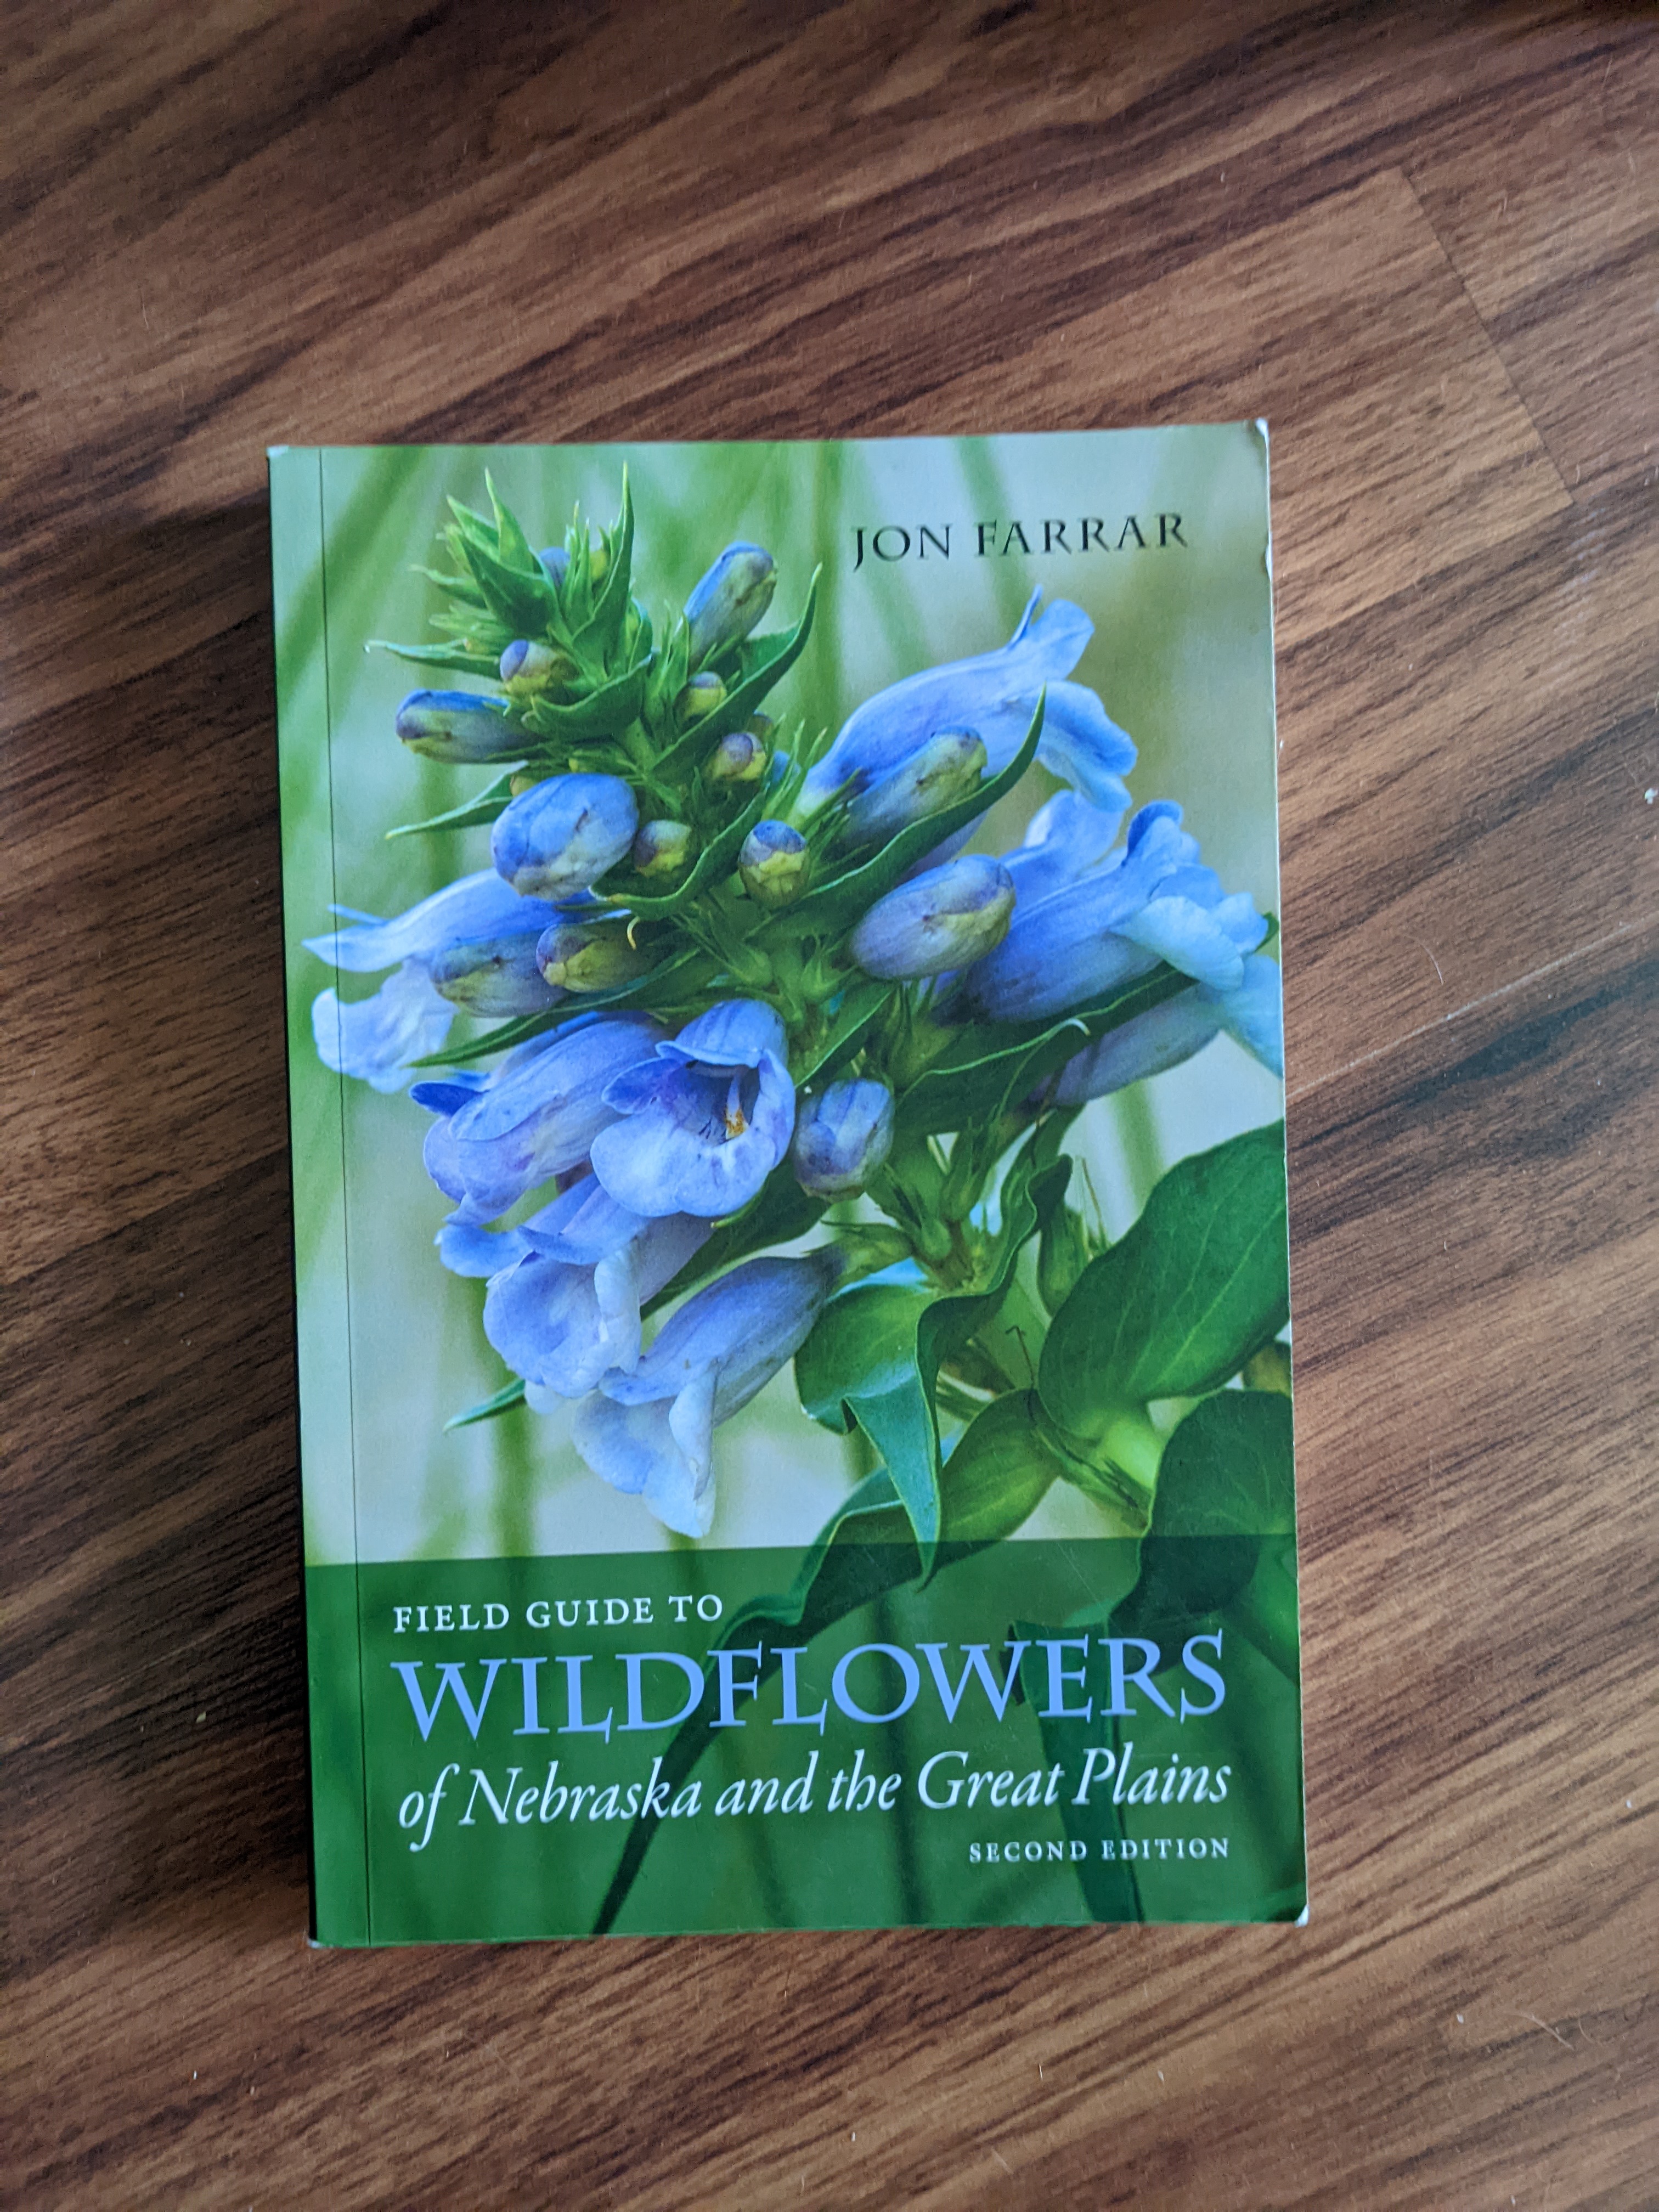 JON FARRAR
FIELD GUIDE TO
WILDFLOWERS
of Nebraska and the Great Plains
SECOND EDITION